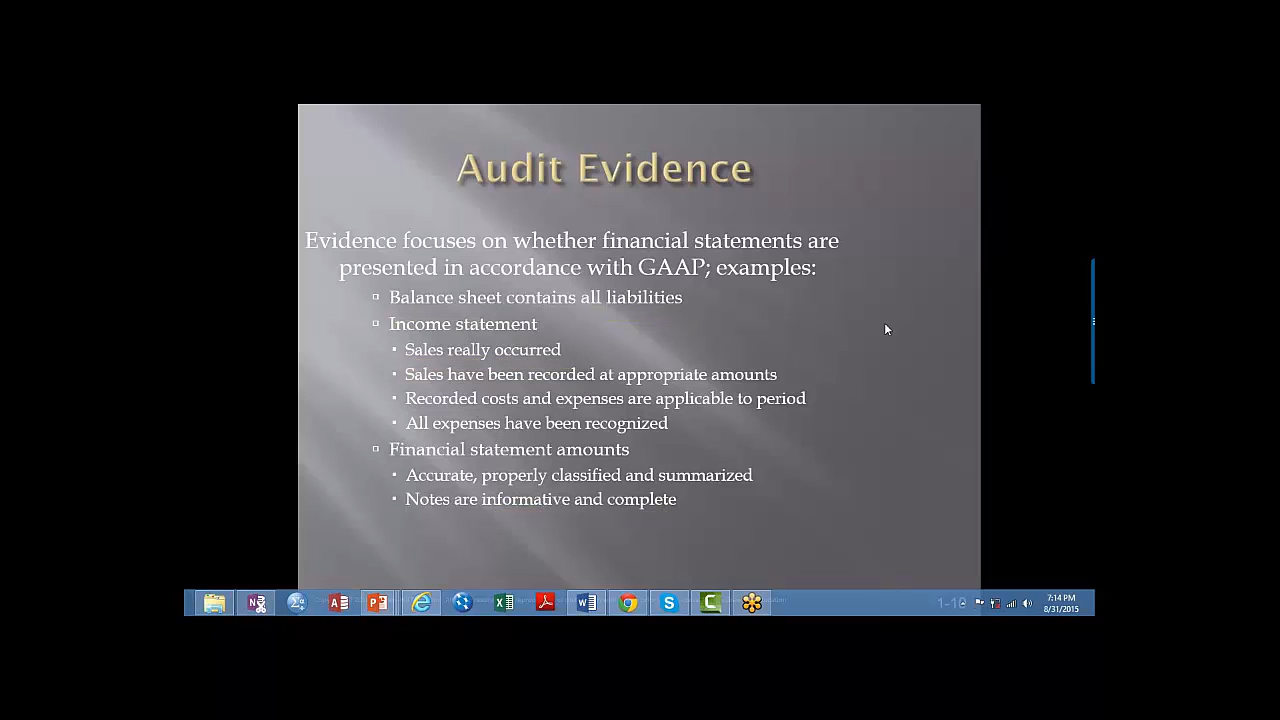 Audit Evidence
Evidence focuses on whether financial statements are
presented in accordance with GAAP; examples:
Balance sheet contains all liabilities
Income statement
Sales really occurred
Sales have been recorded at appropriate amounts
Recorded costs and expenses are applicable to period
All expenses have been recognized
Financial statement amounts
Accurate, properly classified and summarized
Notes are informative and complete
7:14 PM
8/31/2015